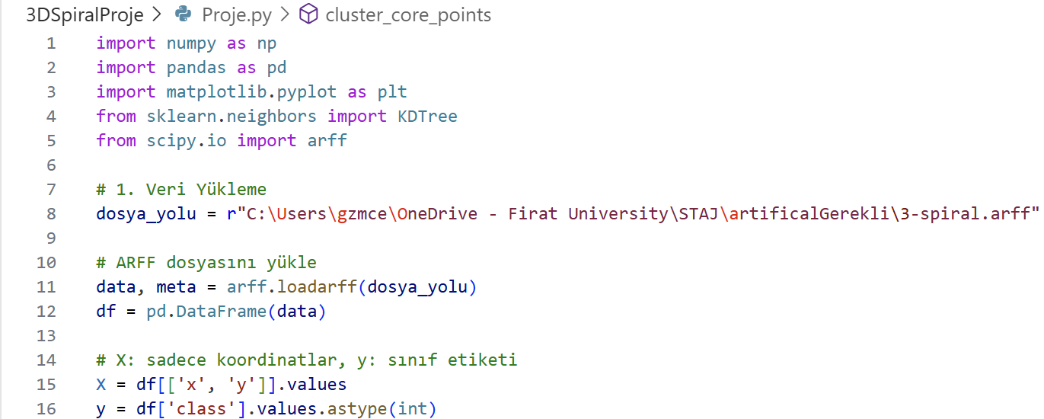 3DSpiralProje > Proje.py > cluster_core_points
1 import numpy as np
2 import pandas as pd
3 import matplotlib.pyplot as plt
4 from sklearn.neighbors import KDTree
5 from scipy.io import arff
6
7 # 1. Veri Yükleme
8 dosya_yolu = r"C:\Users\gzmce\OneDrive - Firat University\STAJ\artificalGerekli\3-spiral.arff"
9
10 # ARFF dosyasını yükle
11 data, meta = arff.loadarff(dosya_yolu)
12 df = pd.DataFrame(data)
13
14 # X: sadece koordinatlar, y: sınıf etiketi
15 X = df[['x', 'y']].values
16 y = df['class'].values.astype(int)